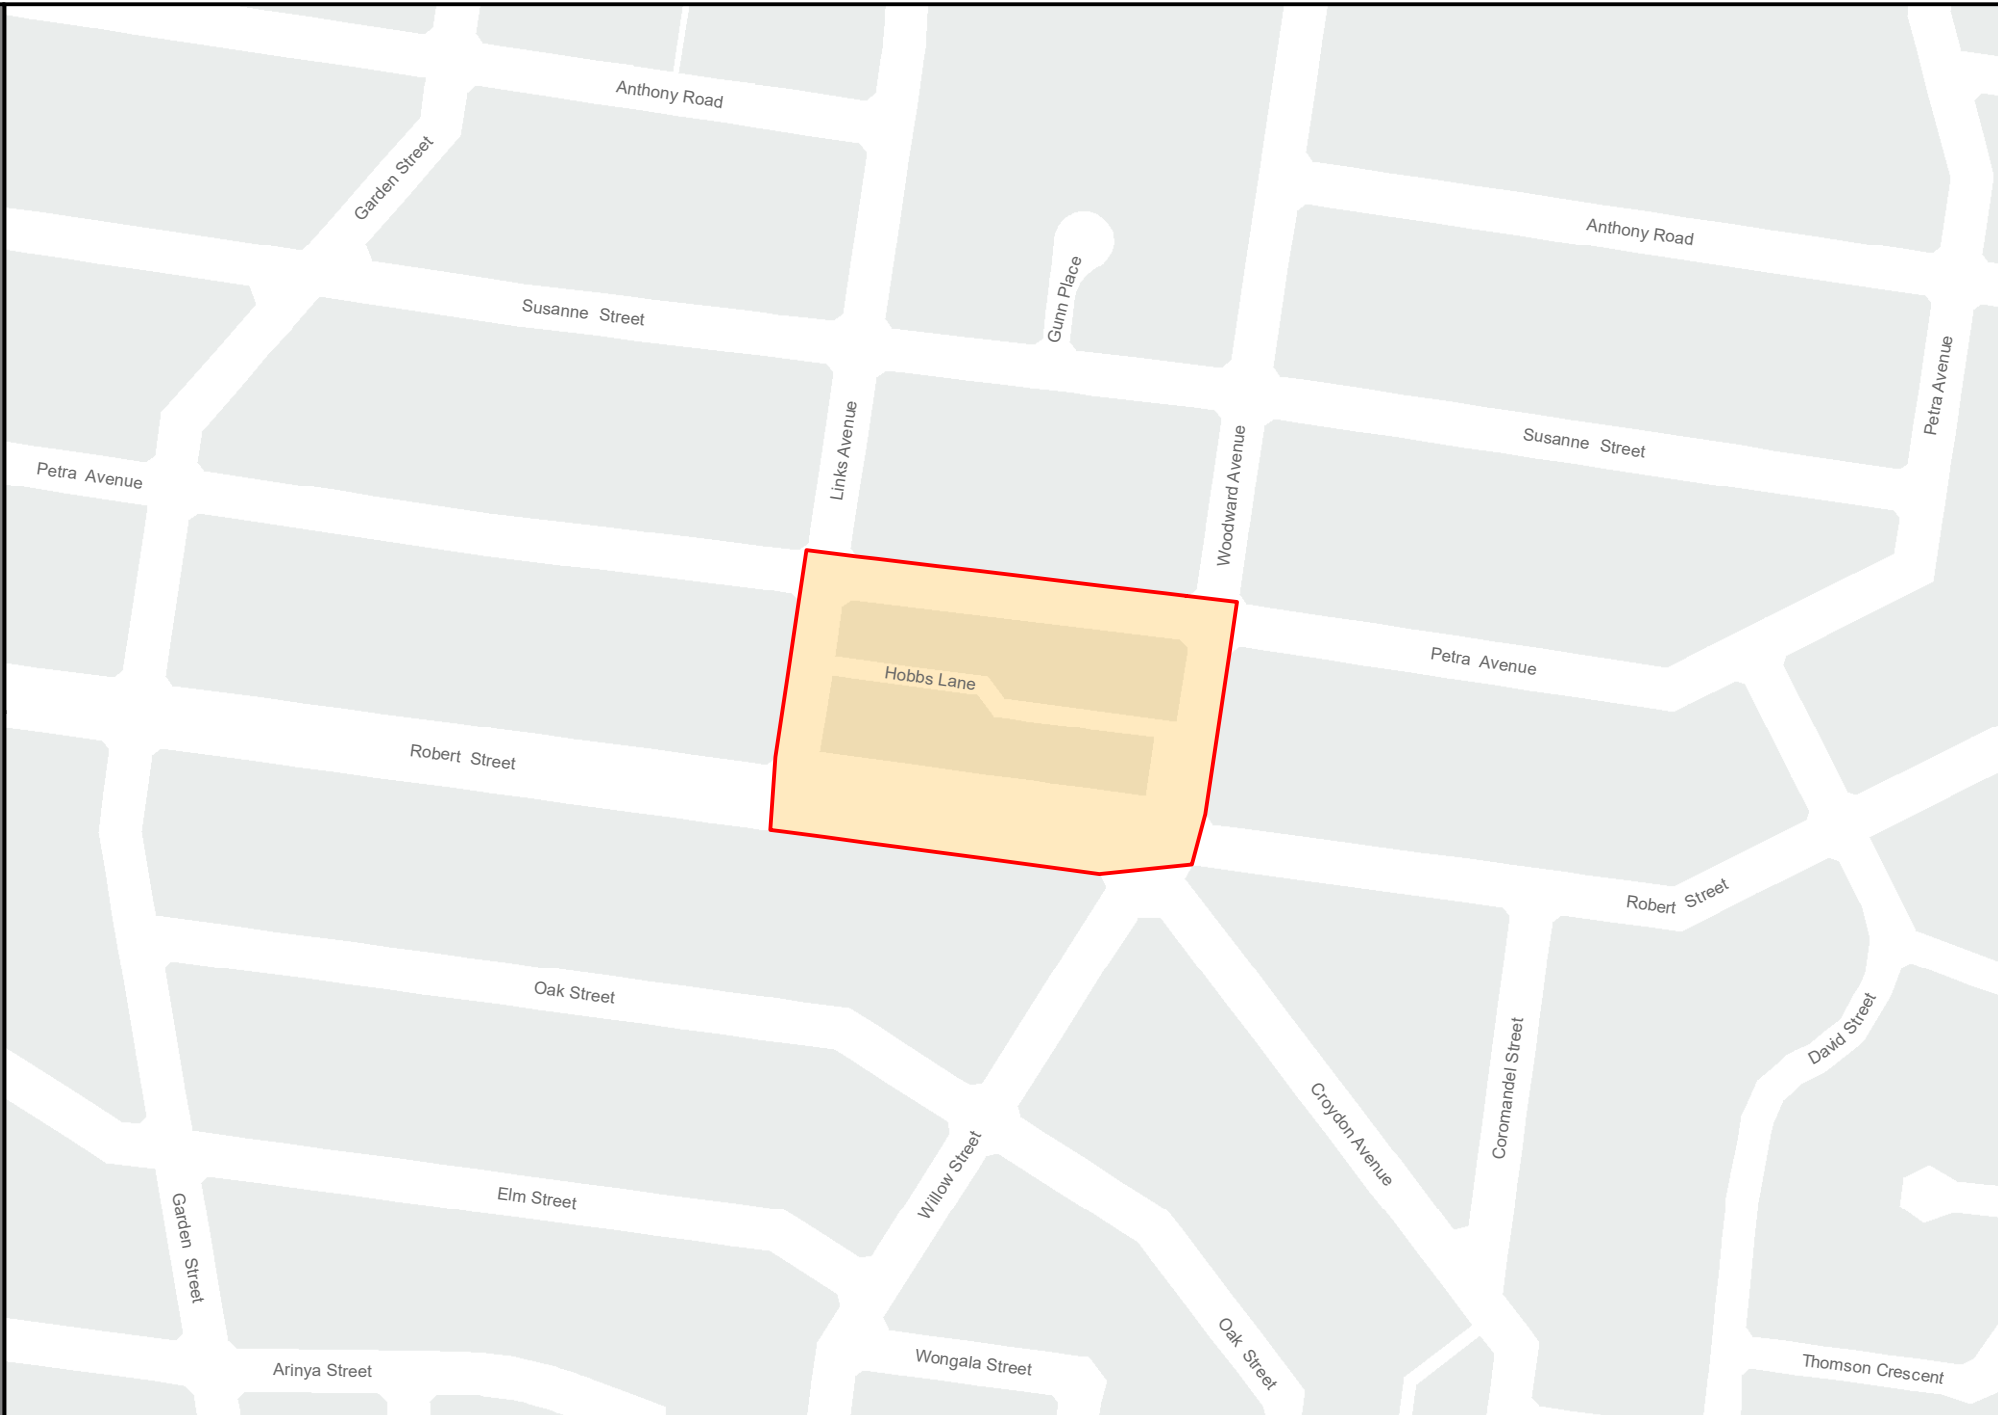 Anthony Road
Garden Street
Anthony Road
Gunn Place
Susanne Street
Petra Avenue
Links Avenue
Woodward Avenue
Susanne Street
Petra Avenue
Petra Avenue
Hobbs Lane
Robert Street
Robert Street
Oak Street
David Street
Coromandel Street
Croydon Avenue
Willow Street
Elm Street
Garden Street
Oak Street
Arinya Street
Wongala Street
Thomson Crescent